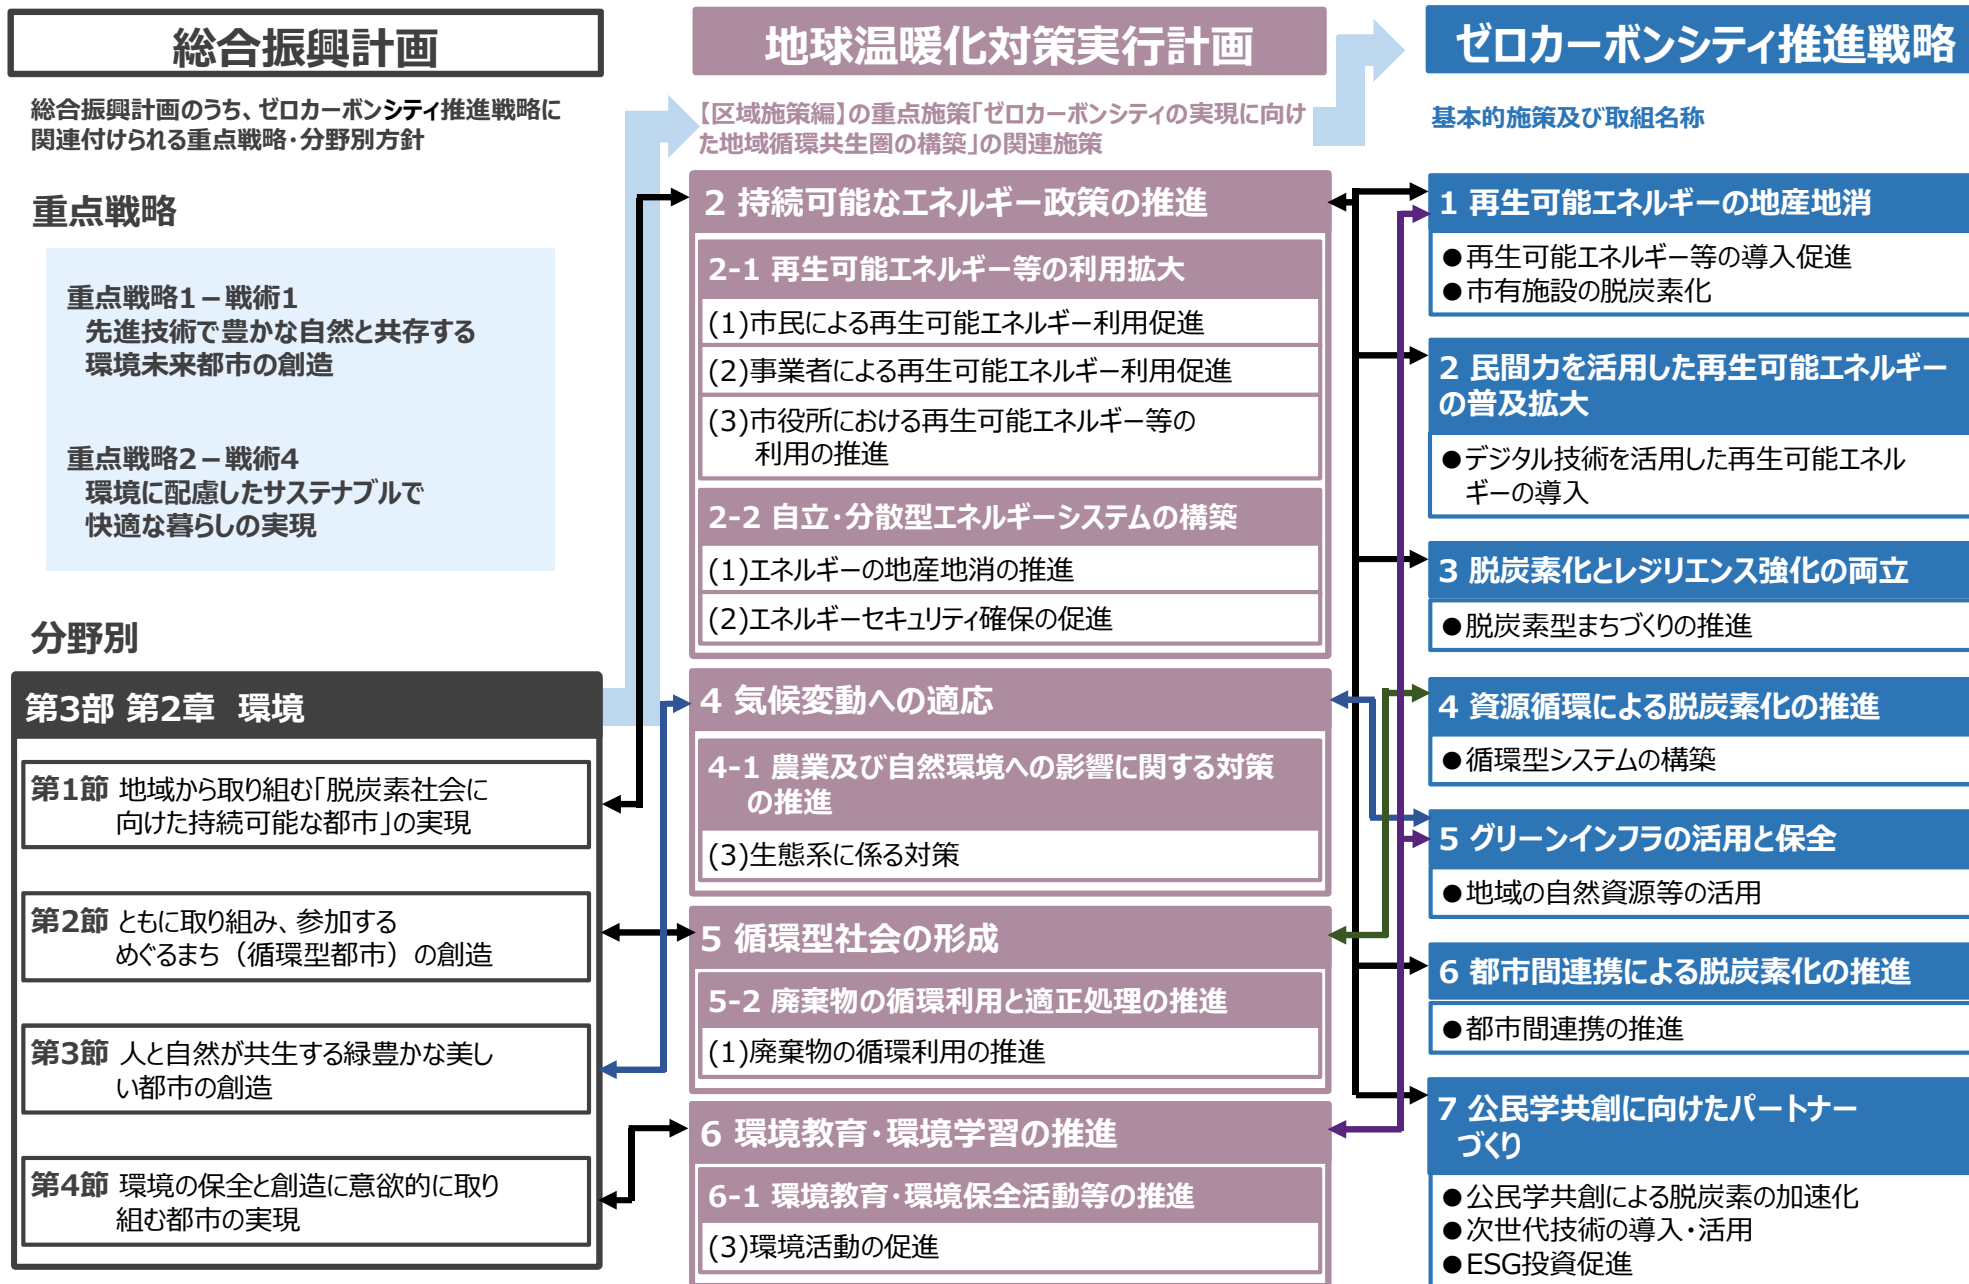 総合振興計画
総合振興計画のうち、ゼロカーボンシティ推進戦略に
関連付けられる重点戦略・分野別方針
重点戦略
重点戦略1－戦術1
先進技術で豊かな自然と共存する
環境未来都市の創造
重点戦略2－戦術4
環境に配慮したサステナブルで
快適な暮らしの実現
分野別
第3部 第2章 環境
第1節 地域から取り組む「脱炭素社会に
向けた持続可能な都市」の実現
第2節 ともに取り組み、参加する
めぐるまち（循環型都市）の創造
第3節 人と自然が共生する緑豊かな美し
い都市の創造
第4節 環境の保全と創造に意欲的に取り
組む都市の実現
地球温暖化対策実行計画
【区域施策編】の重点施策「ゼロカーボンシティの実現に向け
た地域循環共生圏の構築」の関連施策
2 持続可能なエネルギー政策の推進
2-1 再生可能エネルギー等の利用拡大
(1)市民による再生可能エネルギー利用促進
(2)事業者による再生可能エネルギー利用促進
(3)市役所における再生可能エネルギー等の
利用の推進
2-2 自立・分散型エネルギーシステムの構築
(1)エネルギーの地産地消の推進
(2)エネルギーセキュリティ確保の促進
4 気候変動への適応
4-1 農業及び自然環境への影響に関する対策
の推進
(3)生態系に係る対策
5 循環型社会の形成
5-2 廃棄物の循環利用と適正処理の推進
(1)廃棄物の循環利用の推進
6 環境教育・環境学習の推進
6-1 環境教育・環境保全活動等の推進
(3)環境活動の促進
ゼロカーボンシティ推進戦略
基本的施策及び取組名称
1 再生可能エネルギーの地産地消
●再生可能エネルギー等の導入促進
●市有施設の脱炭素化
2 民間力を活用した再生可能エネルギー
の普及拡大
●デジタル技術を活用した再生可能エネル
ギーの導入
3 脱炭素化とレジリエンス強化の両立
●脱炭素型まちづくりの推進
4 資源循環による脱炭素化の推進
●循環型システムの構築
5 グリーンインフラの活用と保全
●地域の自然資源等の活用
6 都市間連携による脱炭素化の推進
●都市間連携の推進
7 公民学共創に向けたパートナー
づくり
●公民学共創による脱炭素の加速化
●次世代技術の導入・活用
●ESG投資促進